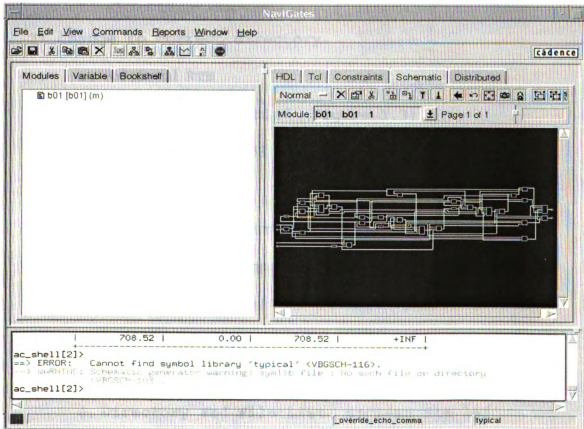 NaviGates
File Edit View Commands Reports Window Help
cādence
Modules Variable Bookshelf
HDL Tcl Constraints Schematic Distributed
b01 [b01] (m)
Normal
Module b01 b01 1 Page 1 of 1
| 708.52 | 0.00 | 708.52 | +INF |
ac_shell[2]>
==> ERROR: Cannot find symbol library 'typical' <VBGSCH-116>.
--> WARNING: Schematic generator warning: symlib file : No such file or directory
ac_shell[2]>
_override_echo_comma typical